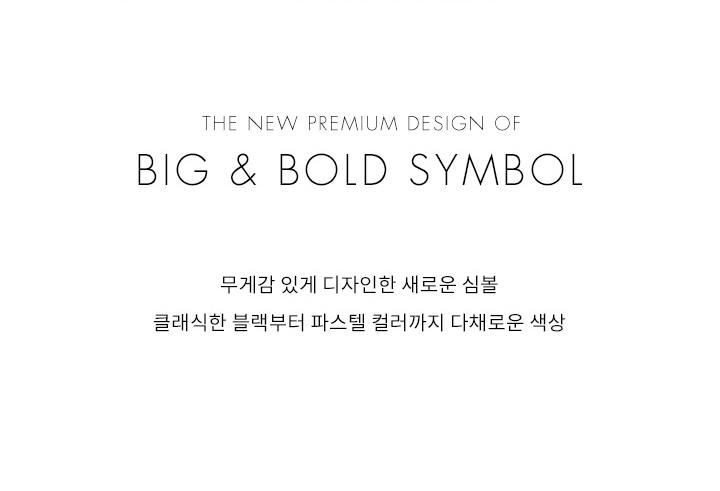 THE NEW PREMIUM DESIGN OF
BIG & BOLD SYMBOL
무게감 있게 디자인한 새로운 심볼
클래식한 블랙부터 파스텔 컬러까지 다채로운 색상